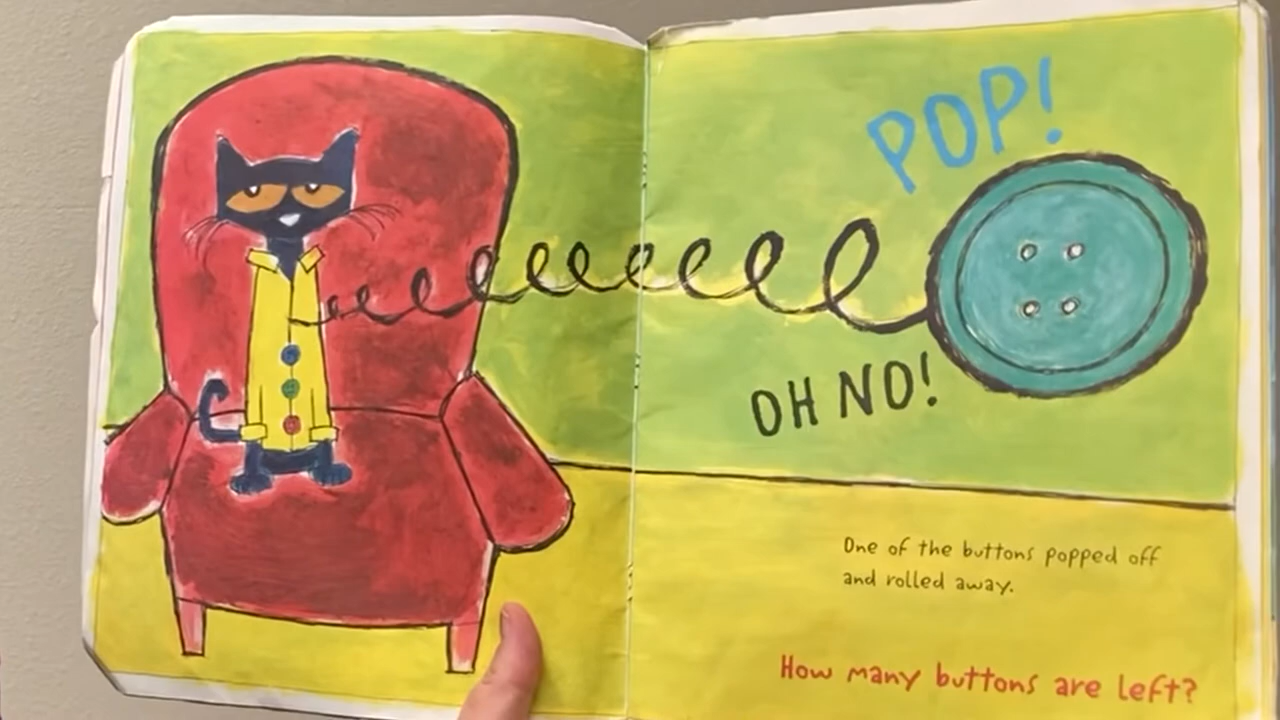 POP!
OH NO!
One of the buttons popped off
and rolled away.
How many buttons are left?